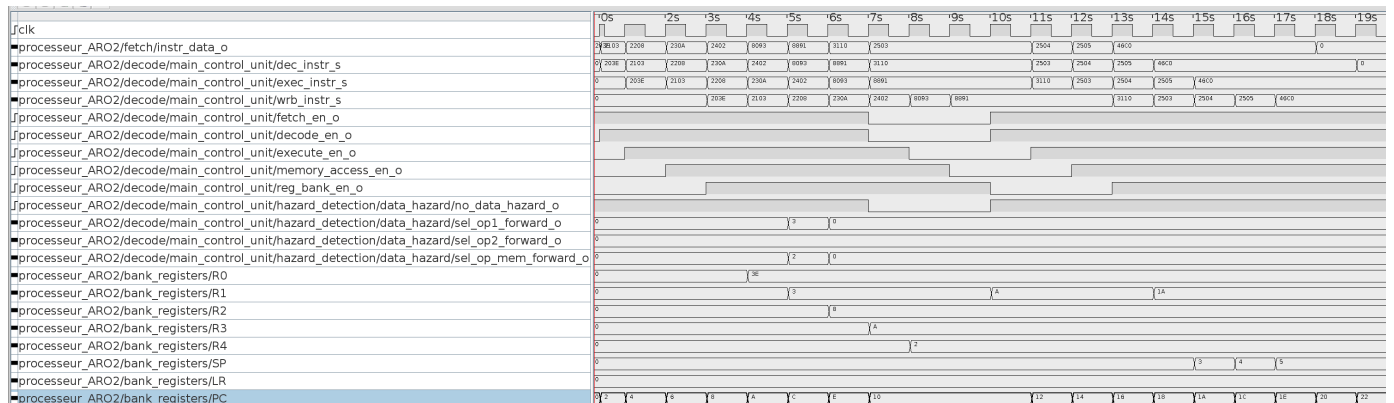 '0s '2s '3s '4s '5s '6s '7s '8s '9s '10s '11s '12s '13s '14s '15s '16s '17s '18s '19s
clk
processeur_ARO2/fetch/instr_data_o 2103 2208 230A 2402 8093 8891 3110 2503 2504 2505 46C0 0
processeur_ARO2/decode/main_control_unit/dec_instr_s 0 203E 2103 2208 230A 2402 8093 8891 3110 2503 2504 2505 46C0 0
processeur_ARO2/decode/main_control_unit/exec_instr_s 0 203E 2103 2208 230A 2402 8093 8891 3110 2503 2504 2505 46C0
processeur_ARO2/decode/main_control_unit/wrb_instr_s 0 203E 2103 2208 230A 2402 8093 8891 3110 2503 2504 2505 46C0
processeur_ARO2/decode/main_control_unit/fetch_en_o
processeur_ARO2/decode/main_control_unit/decode_en_o
processeur_ARO2/decode/main_control_unit/execute_en_o
processeur_ARO2/decode/main_control_unit/memory_access_en_o
processeur_ARO2/decode/main_control_unit/reg_bank_en_o
processeur_ARO2/decode/main_control_unit/hazard_detection/data_hazard/no_data_hazard_o
processeur_ARO2/decode/main_control_unit/hazard_detection/data_hazard/sel_op1_forward_o 0 3 0
processeur_ARO2/decode/main_control_unit/hazard_detection/data_hazard/sel_op2_forward_o 0
processeur_ARO2/decode/main_control_unit/hazard_detection/data_hazard/sel_op_mem_forward_o 0 2 0
processeur_ARO2/bank_registers/R0 0 3E
processeur_ARO2/bank_registers/R1 0 3 A 1A
processeur_ARO2/bank_registers/R2 0 8
processeur_ARO2/bank_registers/R3 0 A
processeur_ARO2/bank_registers/R4 0 2
processeur_ARO2/bank_registers/SP 0 3 4 5
processeur_ARO2/bank_registers/LR 0
processeur_ARO2/bank_registers/PC 0 2 4 6 8 A C E 10 12 14 16 18 1A 1C 1E 20 22